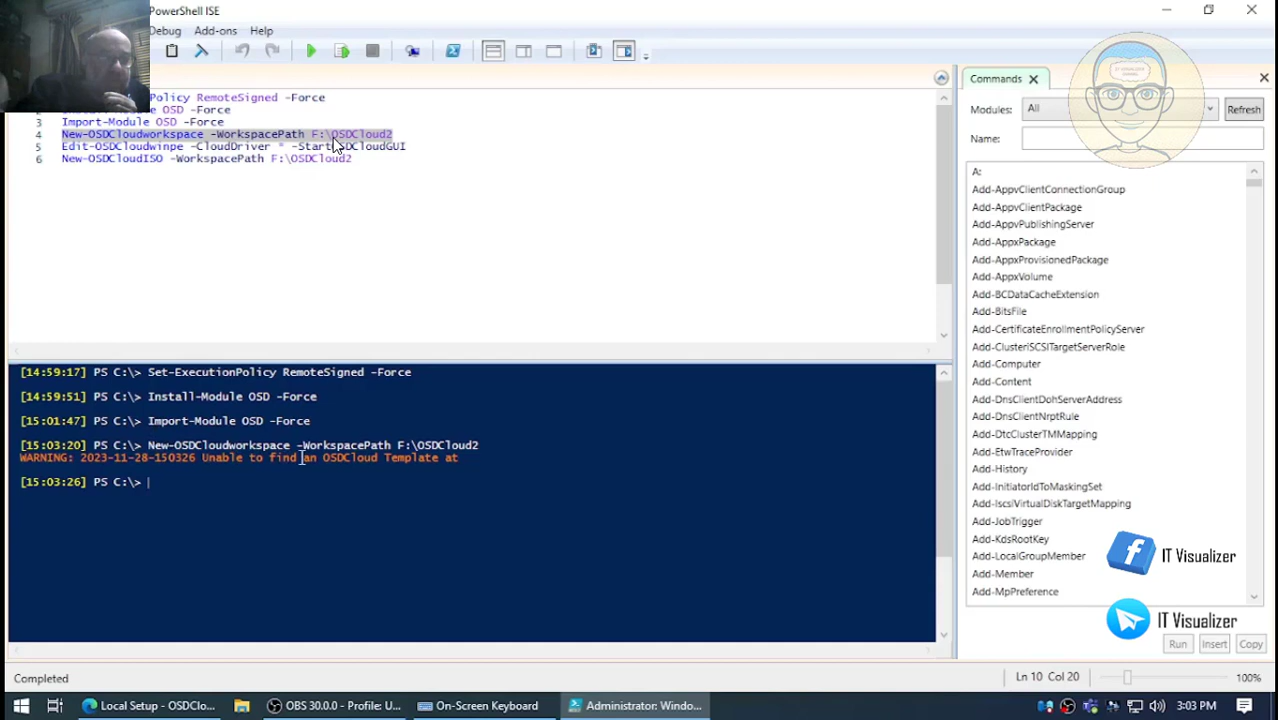 PowerShell ISE
Debug Add-ons Help
olicy RemoteSigned -Force
OSD -Force
3 Import-Module OSD -Force
4 New-OSDCloudworkspace -WorkspacePath F:\OSDCloud2
5 Edit-OSDCloudwinpe -CloudDriver * -StartOSDCloudGUI
6 New-OSDCloudISO -WorkspacePath F:\OSDCloud2
[14:59:17] PS C:\> Set-ExecutionPolicy RemoteSigned -Force
[14:59:51] PS C:\> Install-Module OSD -Force
[15:01:47] PS C:\> Import-Module OSD -Force
[15:03:20] PS C:\> New-OSDCloudworkspace -WorkspacePath F:\OSDCloud2
WARNING: 2023-11-28-150326 Unable to find an OSDCloud Template at
[15:03:26] PS C:\>
Commands
Modules: All Refresh
Name:
A:
Add-AppvClientConnectionGroup
Add-AppvClientPackage
Add-AppvPublishingServer
Add-AppxPackage
Add-AppxProvisionedPackage
Add-AppxVolume
Add-BCDataCacheExtension
Add-BitsFile
Add-CertificateEnrollmentPolicyServer
Add-ClusteriSCSITargetServerRole
Add-Computer
Add-Content
Add-DnsClientDohServerAddress
Add-DnsClientNrptRule
Add-DtcClusterTMMapping
Add-EtwTraceProvider
Add-History
Add-InitiatorIdToMaskingSet
Add-IscsiVirtualDiskTargetMapping
Add-JobTrigger
Add-KdsRootKey
Add-LocalGroupMember
Add-Member
Add-MpPreference
IT Visualizer
IT Visualizer
Run Insert Copy
Completed
Ln 10 Col 20 100%
Local Setup - OSDClo...
OBS 30.0.0 - Profile: U...
On-Screen Keyboard
Administrator: Windo...
3:03 PM